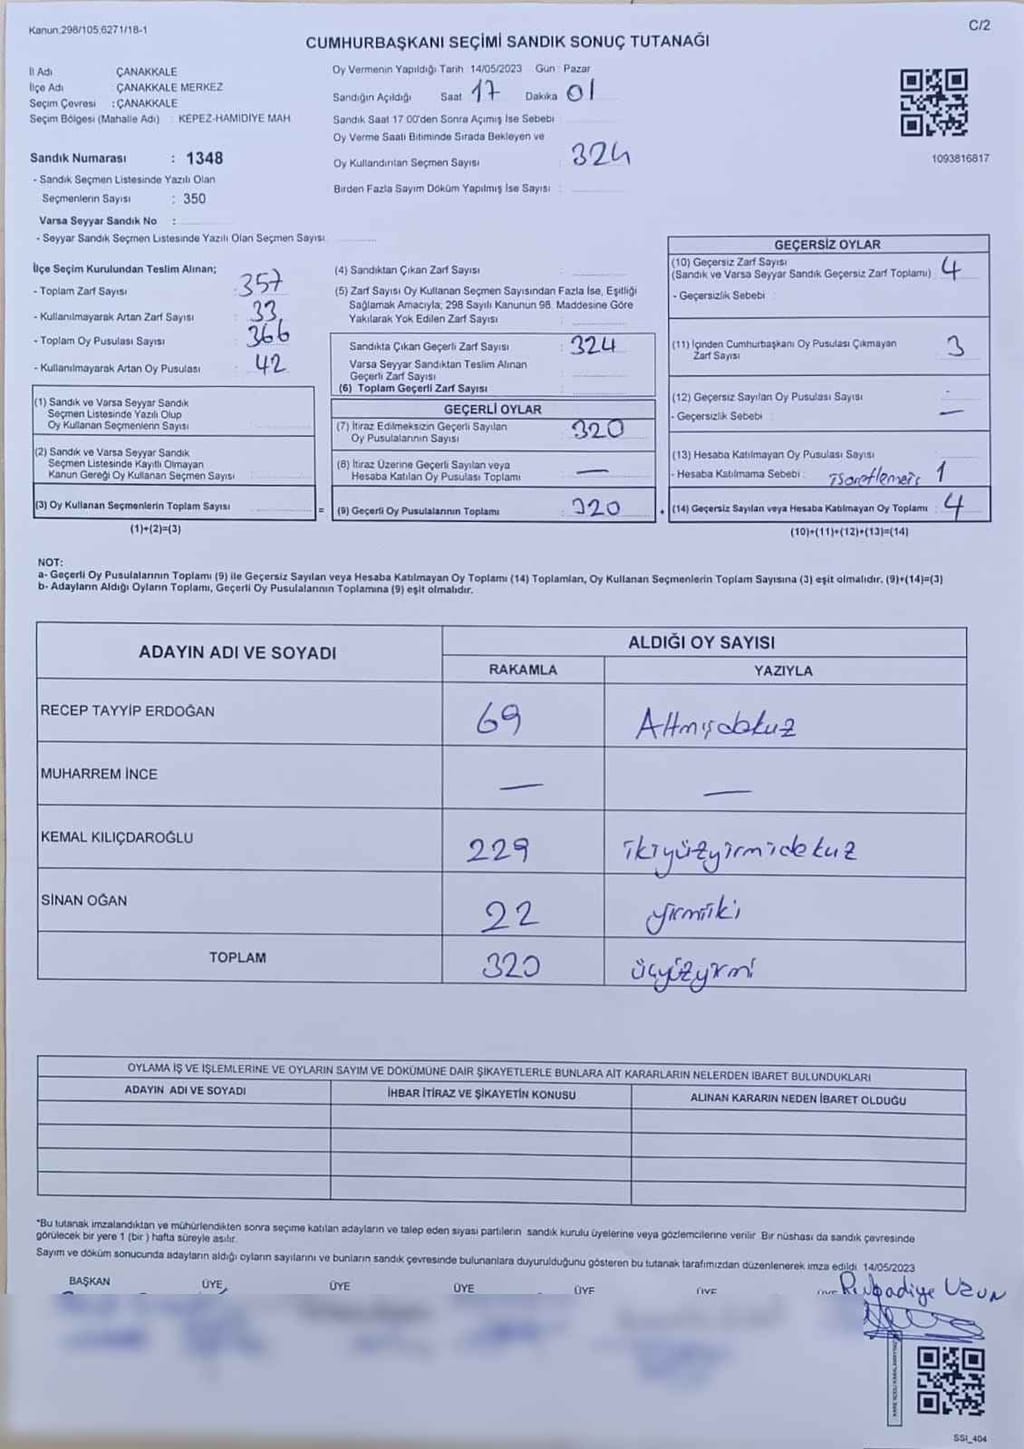 Kanun.298/105,6271/18-1
C/2
CUMHURBAŞKANI SEÇİMİ SANDIK SONUÇ TUTANAĞI
İl Adı ÇANAKKALE
İlçe Adı ÇANAKKALE MERKEZ
Seçim Çevresi : ÇANAKKALE
Seçim Bölgesi (Mahalle Adı) : KEPEZ-HAMIDIYE MAH
Sandık Numarası : 1348
- Sandık Seçmen Listesinde Yazılı Olan
Seçmenlerin Sayısı : 350
Varsa Seyyar Sandık No :
- Seyyar Sandık Seçmen Listesinde Yazılı Olan Seçmen Sayısı
Oy Vermenin Yapıldığı Tarih 14/05/2023 Gün : Pazar
Sandığın Açıldığı Saat 17 Dakika 01
Sandık Saat 17 00'den Sonra Açımış İse Sebebi
Oy Verme Saati Bitiminde Sırada Bekleyen ve
Oy Kullandırılan Seçmen Sayısı 324
Birden Fazla Sayım Döküm Yapılmış İse Sayısı :
1093816817
İlçe Seçim Kurulundan Teslim Alınan;
- Toplam Zarf Sayısı 357
- Kullanılmayarak Artan Zarf Sayısı 33
- Toplam Oy Pusulası Sayısı 366
- Kullanılmayarak Artan Oy Pusulası 42
(1) Sandık ve Varsa Seyyar Sandık
Seçmen Listesinde Yazılı Olup
Oy Kullanan Seçmenlerin Sayısı
(2) Sandık ve Varsa Seyyar Sandık
Seçmen Listesinde Kayıtlı Olmayan
Kanun Gereği Oy Kullanan Seçmen Sayısı
(3) Oy Kullanan Seçmenlerin Toplam Sayısı =
(1)+(2)=(3)
(4) Sandıktan Çıkan Zarf Sayısı
(5) Zarf Sayısı Oy Kullanan Seçmen Sayısından Fazla İse, Eşitliği
Sağlamak Amacıyla; 298 Sayılı Kanunun 98. Maddesine Göre
Yakılarak Yok Edilen Zarf Sayısı
Sandıkta Çıkan Geçerli Zarf Sayısı 324
Varsa Seyyar Sandıktan Teslim Alınan
Geçerli Zarf Sayısı
(6) Toplam Geçerli Zarf Sayısı
GEÇERLİ OYLAR
(7) İtiraz Edilmeksizin Geçerli Sayılan
Oy Pusulalarının Sayısı 320
(8) İtiraz Üzerine Geçerli Sayılan veya
Hesaba Katılan Oy Pusulası Toplamı —
(9) Geçerli Oy Pusulalarının Toplamı 320 +
GEÇERSİZ OYLAR
(10) Geçersiz Zarf Sayısı
(Sandık ve Varsa Seyyar Sandık Geçersiz Zarf Toplamı) 4
- Geçersizlik Sebebi :
(11) İçinden Cumhurbaşkanı Oy Pusulası Çıkmayan
Zarf Sayısı 3
(12) Geçersiz Sayılan Oy Pusulası Sayısı
- Geçersizlik Sebebi : —
(13) Hesaba Katılmayan Oy Pusulası Sayısı
- Hesaba Katılmama Sebebi : 1
(14) Geçersiz Sayılan veya Hesaba Katılmayan Oy Toplamı 4
(10)+(11)+(12)+(13)=(14)
NOT:
a- Geçerli Oy Pusulalarının Toplamı (9) ile Geçersiz Sayılan veya Hesaba Katılmayan Oy Toplamı (14) Toplamları, Oy Kullanan Seçmenlerin Toplam Sayısına (3) eşit olmalıdır. (9)+(14)=(3)
b- Adayların Aldığı Oyların Toplamı, Geçerli Oy Pusulalarının Toplamına (9) eşit olmalıdır.
ADAYIN ADI VE SOYADI
ALDIĞI OY SAYISI
RAKAMLA YAZIYLA
RECEP TAYYİP ERDOĞAN 69 Altmışdokuz
MUHARREM İNCE — —
KEMAL KILIÇDAROĞLU 229 ikiyüzyirmidokuz
SİNAN OĞAN 22 yirmiiki
TOPLAM 320 üçyüzyirmi
OYLAMA İŞ VE İŞLEMLERİNE VE OYLARIN SAYIM VE DÖKÜMÜNE DAİR ŞİKAYETLERLE BUNLARA AİT KARARLARIN NELERDEN İBARET BULUNDUKLARI
ADAYIN ADI VE SOYADI İHBAR İTİRAZ VE ŞİKAYETİN KONUSU ALINAN KARARIN NEDEN İBARET OLDUĞU
"Bu tutanak imzalandıktan ve mühürlendikten sonra seçime katılan adayların ve talep eden siyasi partilerin sandık kurulu üyelerine veya gözlemcilerine verilir. Bir nüshası da sandık çevresinde
görülecek bir yere 1 (bir) hafta süreyle asılır.
Sayım ve döküm sonucunda adayların aldığı oyların sayılarını ve bunların sandık çevresinde bulunanlara duyurulduğunu gösteren bu tutanak tarafımızdan düzenlenerek imza edildi. 14/05/2023
BAŞKAN ÜYE ÜYE ÜYE ÜYE ÜYE ÜYE
Uzun
SSI_404